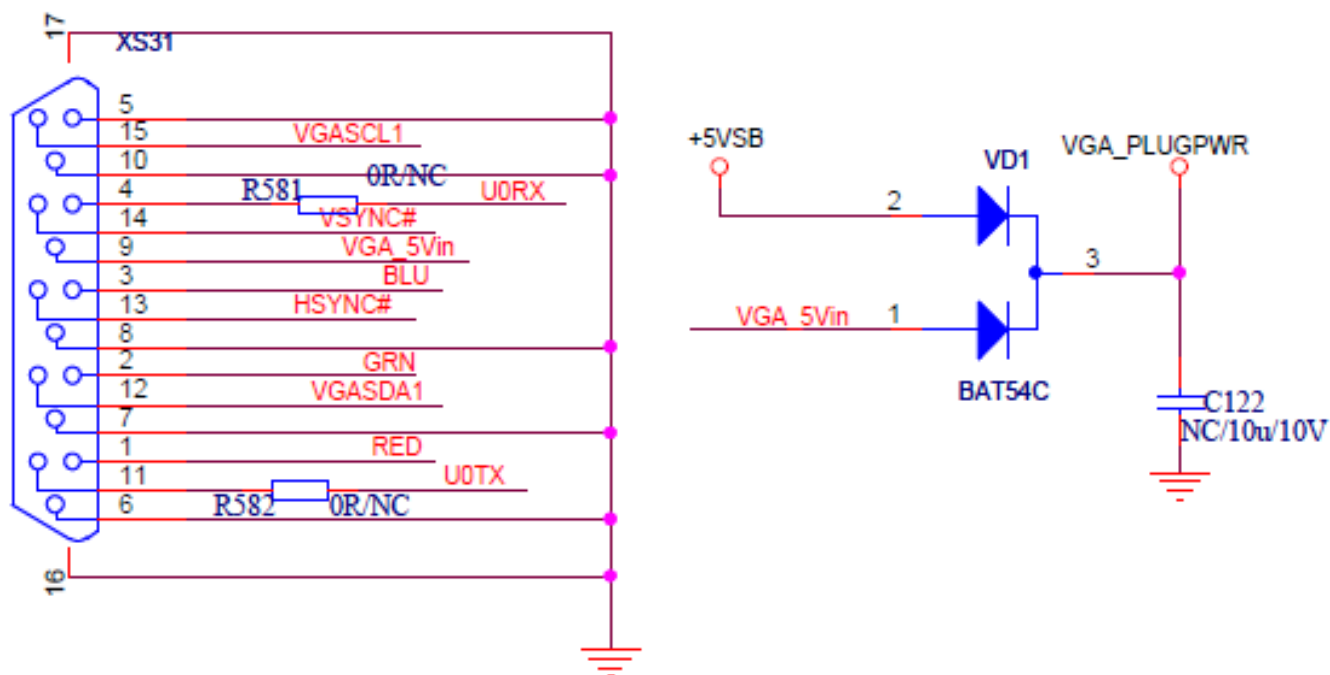 17
XS31
5
15 VGASCL1
10
4 R581 0R/NC U0RX
14 VSYNC#
9 VGA_5Vin
3 BLU
13 HSYNC#
8
2 GRN
12 VGASDA1
7
1 RED
11 U0TX
R582 0R/NC
6
16
+5VSB
VD1
VGA_PLUGPWR
2
3
VGA_5Vin 1
BAT54C
C122
NC/10u/10V